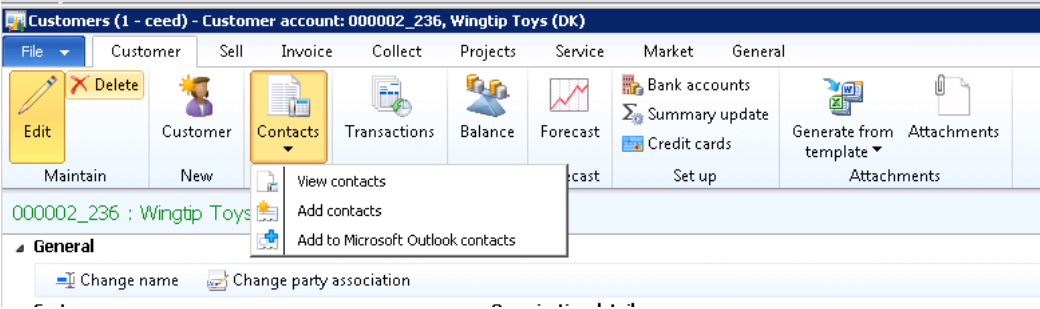 Customers (1 - ceed) - Customer account: 000002_236, Wingtip Toys (DK)
File Customer Sell Invoice Collect Projects Service Market General
Delete
Edit
Customer
Contacts
Transactions
Balance
Forecast
Bank accounts
Summary update
Credit cards
Generate from template
Attachments
Maintain New Set up Attachments
View contacts
Add contacts
Add to Microsoft Outlook contacts
000002_236 : Wingtip Toys
General
Change name Change party association